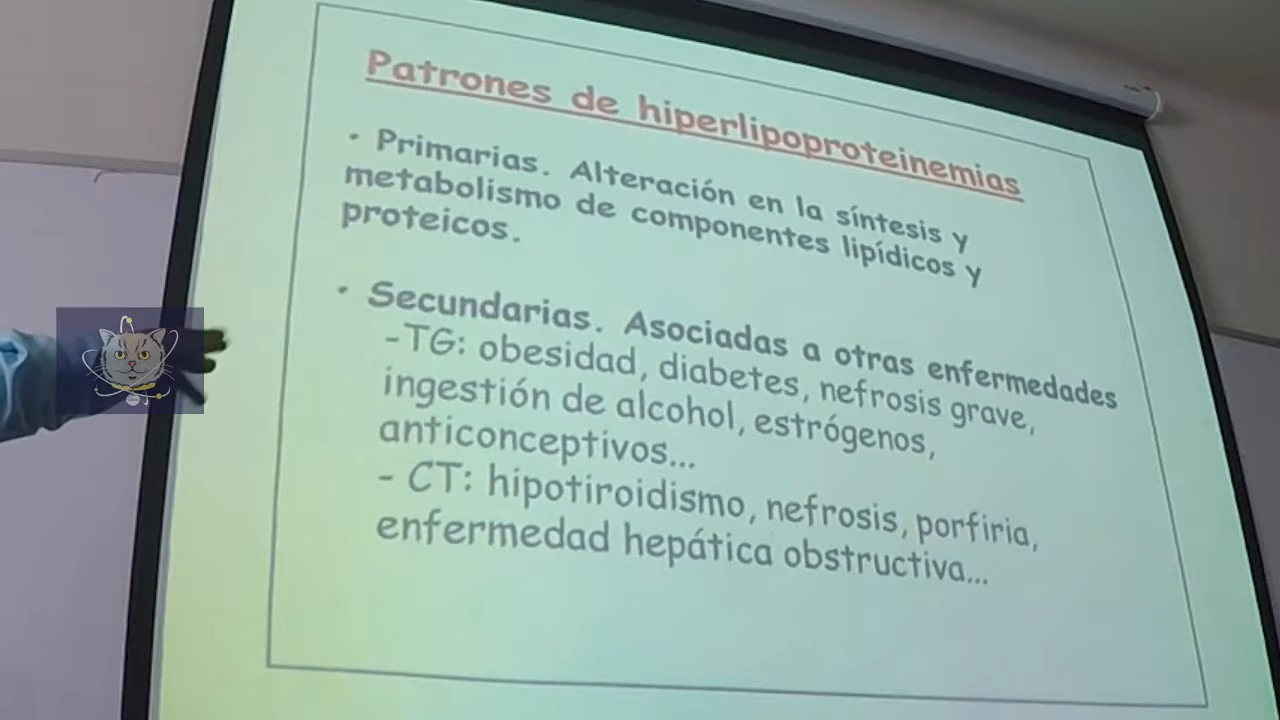 Patrones de hiperlipoproteinemias
• Primarias. Alteración en la síntesis y
metabolismo de componentes lipídicos y
proteicos.
• Secundarias. Asociadas a otras enfermedades
-TG: obesidad, diabetes, nefrosis grave,
ingestión de alcohol, estrógenos,
anticonceptivos...
- CT: hipotiroidismo, nefrosis, porfiria,
enfermedad hepática obstructiva...